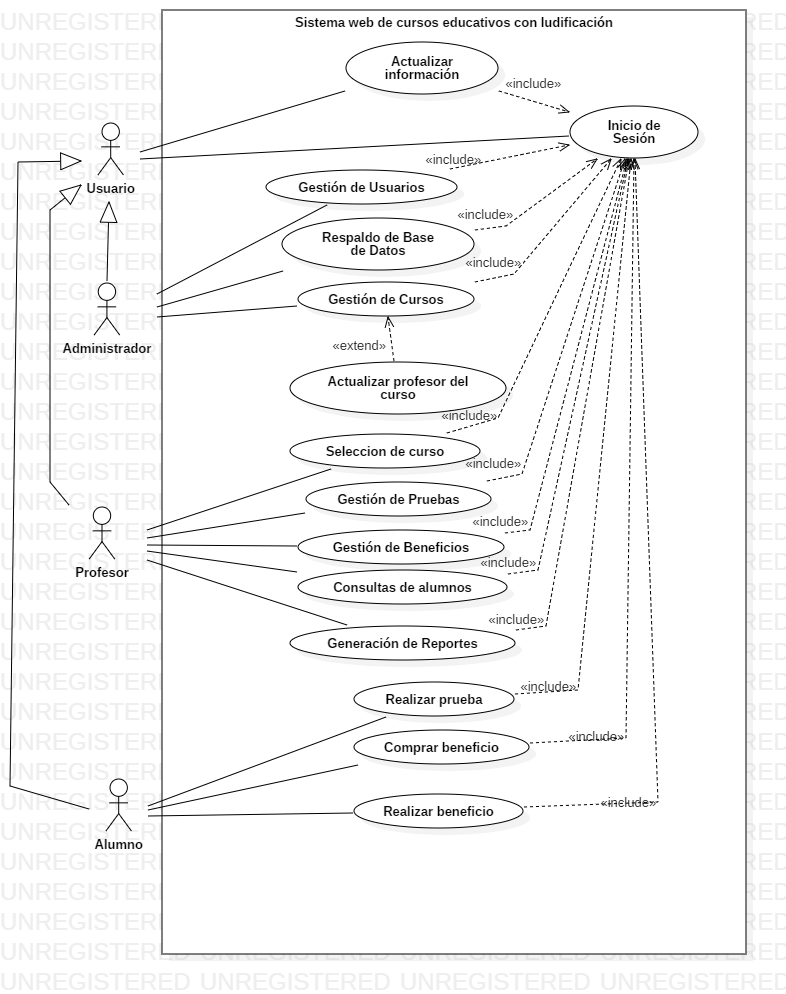 Sistema web de cursos educativos con ludificación
Actualizar
información
«include»
Inicio de
Sesión
«include»
Usuario
Gestión de Usuarios
«include»
Respaldo de Base
de Datos
«include»
Gestión de Cursos
Administrador
«extend»
Actualizar profesor del
curso
«include»
Seleccion de curso
«include»
Gestión de Pruebas
«include»
Gestión de Beneficios
«include»
Profesor
Consultas de alumnos
«include»
Generación de Reportes
«include»
Realizar prueba
«include»
Comprar beneficio
«include»
Realizar beneficio
Alumno
UNREGISTERED UNREGISTERED UNREGISTERED UNREGISTERED